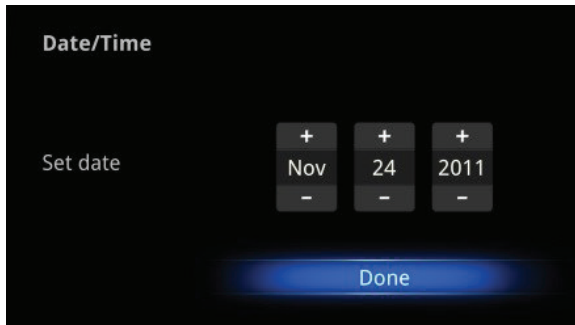 Date/Time
+ + +
Set date Nov 24 2011
- - -
Done